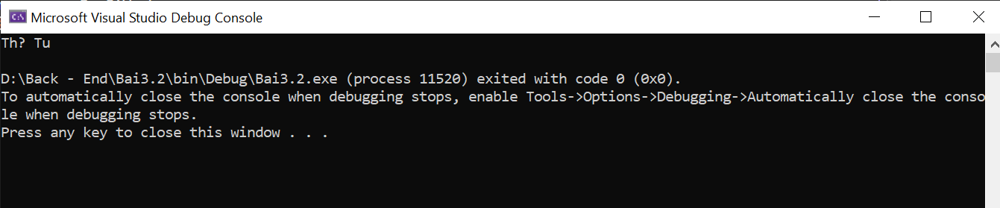 Microsoft Visual Studio Debug Console
Th? Tu
D:\Back - End\Bai3.2\bin\Debug\Bai3.2.exe (process 11520) exited with code 0 (0x0).
To automatically close the console when debugging stops, enable Tools->Options->Debugging->Automatically close the conso
le when debugging stops.
Press any key to close this window . . .